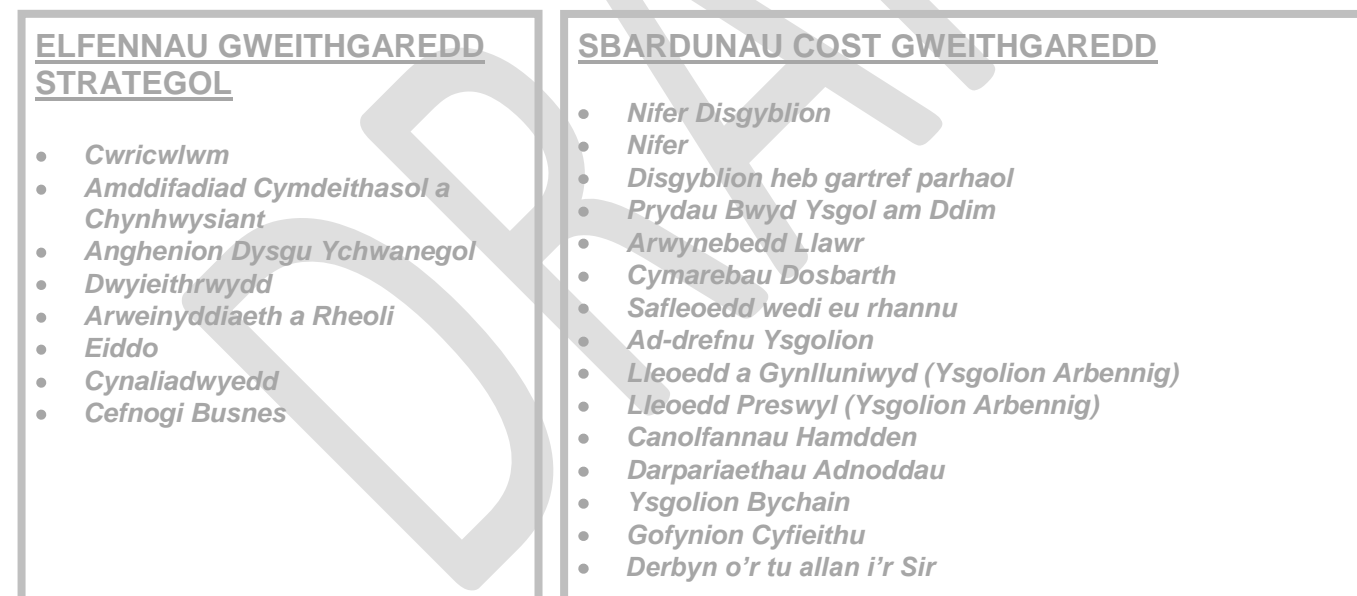 ELFENNAU GWEITHGAREDD
STRATEGOL
• Cwricwlwm
• Amddifadiad Cymdeithasol a
Chynhwysiant
• Anghenion Dysgu Ychwanegol
• Dwyieithrwydd
• Arweinyddiaeth a Rheoli
• Eiddo
• Cynaliadwyedd
• Cefnogi Busnes
SBARDUNAU COST GWEITHGAREDD
• Nifer Disgyblion
• Nifer
• Disgyblion heb gartref parhaol
• Prydau Bwyd Ysgol am Ddim
• Arwynebedd Llawr
• Cymarebau Dosbarth
• Safleoedd wedi eu rhannu
• Ad-drefnu Ysgolion
• Lleoedd a Gynlluniwyd (Ysgolion Arbennig)
• Lleoedd Preswyl (Ysgolion Arbennig)
• Canolfannau Hamdden
• Darpariaethau Adnoddau
• Ysgolion Bychain
• Gofynion Cyfieithu
• Derbyn o'r tu allan i'r Sir